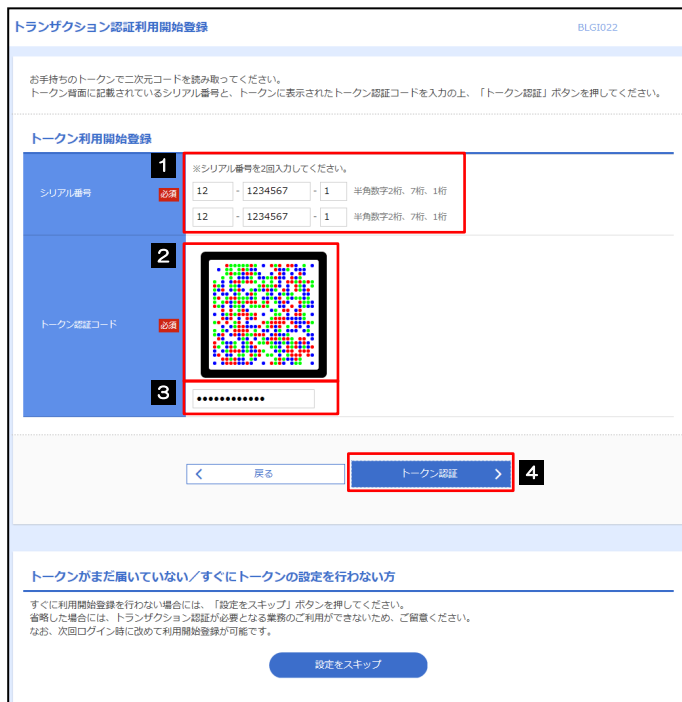 トランザクション認証利用開始登録
BLGI022
お手持ちのトークンで二次元コードを読み取ってください。
トークン背面に記載されているシリアル番号と、トークンに表示されたトークン認証コードを入力の上、「トークン認証」ボタンを押してください。
トークン利用開始登録
1
※シリアル番号を2回入力してください。
シリアル番号 必須
12 - 1234567 - 1 半角数字2桁、7桁、1桁
12 - 1234567 - 1 半角数字2桁、7桁、1桁
2
トークン認証コード 必須
3
●●●●●●●●●●●●
戻る
トークン認証
4
トークンがまだ届いていない／すぐにトークンの設定を行わない方
すぐに利用開始登録を行わない場合には、「設定をスキップ」ボタンを押してください。
省略した場合には、トランザクション認証が必要となる業務のご利用ができないため、ご留意ください。
なお、次回ログイン時に改めて利用開始登録が可能です。
設定をスキップ